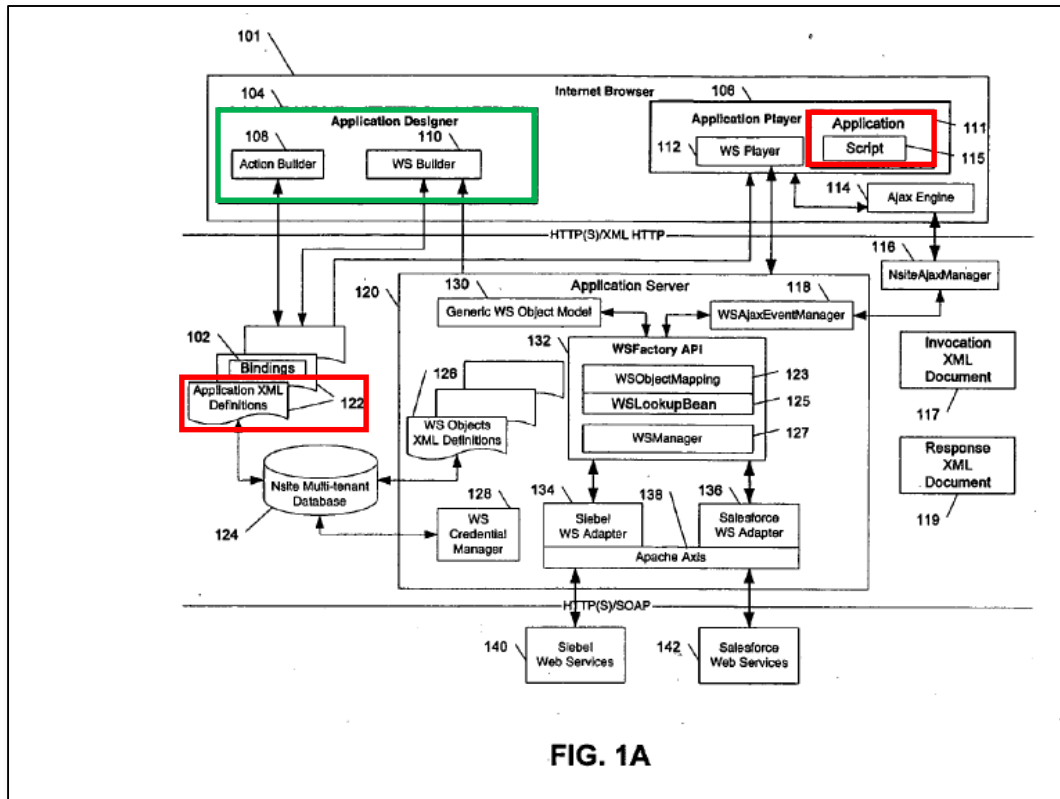 101
Internet Browser
104
Application Designer
108
110
Action Builder
WS Builder
106
Application Player
112
WS Player
Application
Script
111
115
114
Ajax Engine
HTTP(S)/XML HTTP
116
NsiteAjaxManager
120
Application Server
130
Generic WS Object Model
118
WSAjaxEventManager
102
Bindings
Application XML
Definitions
122
126
WS Objects
XML Definitions
132
WSFactory API
WSObjectMapping
123
WSLookupBean
125
WSManager
127
Invocation
XML
Document
117
Response
XML
Document
119
Nsite Multi-tenant
Database
124
128
WS
Credential
Manager
134
138
136
Siebel
WS Adapter
Salesforce
WS Adapter
Apache Axis
HTTP(S)/SOAP
140
Siebel
Web Services
142
Salesforce
Web Services
FIG. 1A